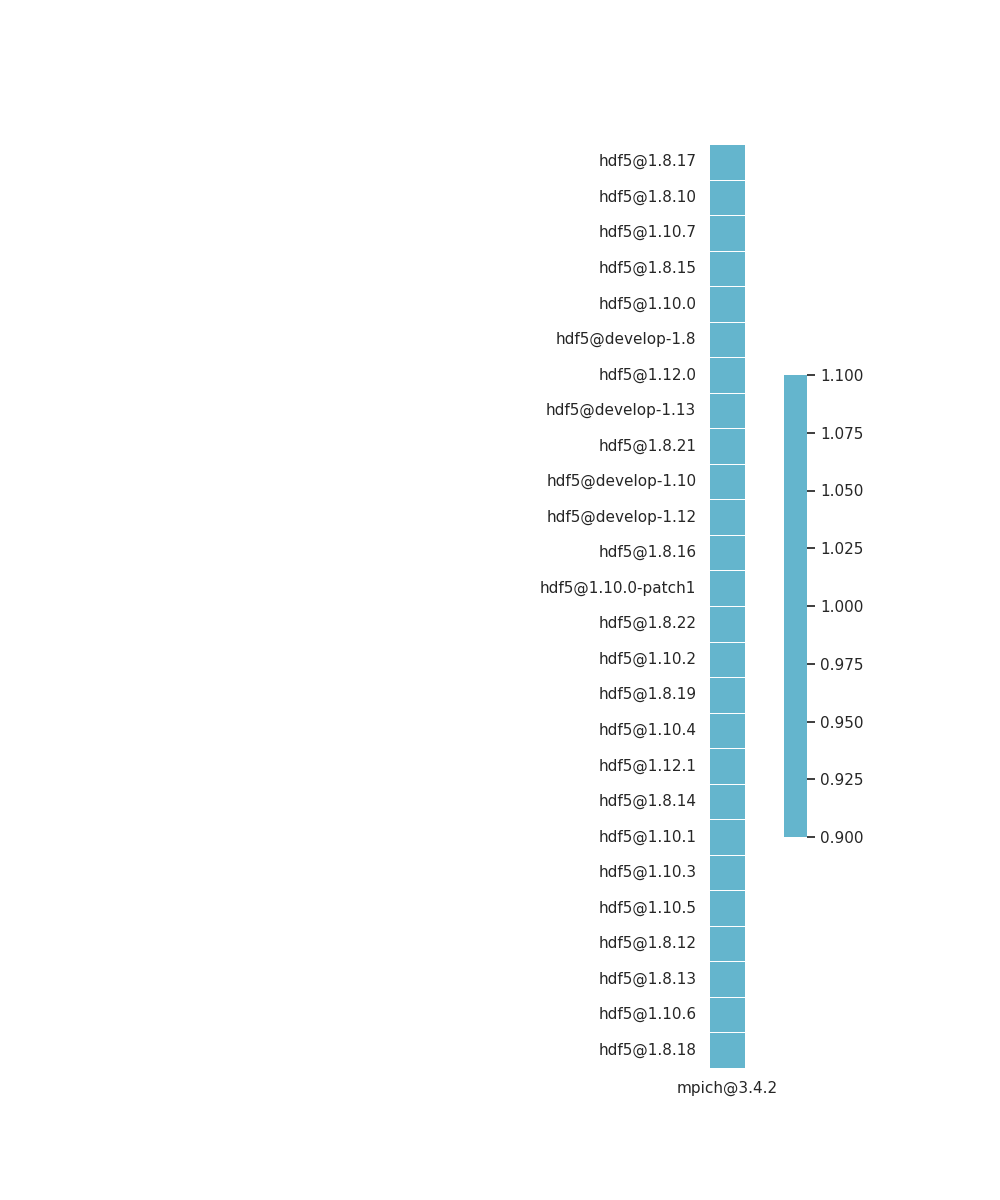 hdf5@1.8.17
hdf5@1.8.10
hdf5@1.10.7
hdf5@1.8.15
hdf5@1.10.0
hdf5@develop-1.8
hdf5@1.12.0
hdf5@develop-1.13
hdf5@1.8.21
hdf5@develop-1.10
hdf5@develop-1.12
hdf5@1.8.16
hdf5@1.10.0-patch1
hdf5@1.8.22
hdf5@1.10.2
hdf5@1.8.19
hdf5@1.10.4
hdf5@1.12.1
hdf5@1.8.14
hdf5@1.10.1
hdf5@1.10.3
hdf5@1.10.5
hdf5@1.8.12
hdf5@1.8.13
hdf5@1.10.6
hdf5@1.8.18
mpich@3.4.2
1.100
1.075
1.050
1.025
1.000
0.975
0.950
0.925
0.900